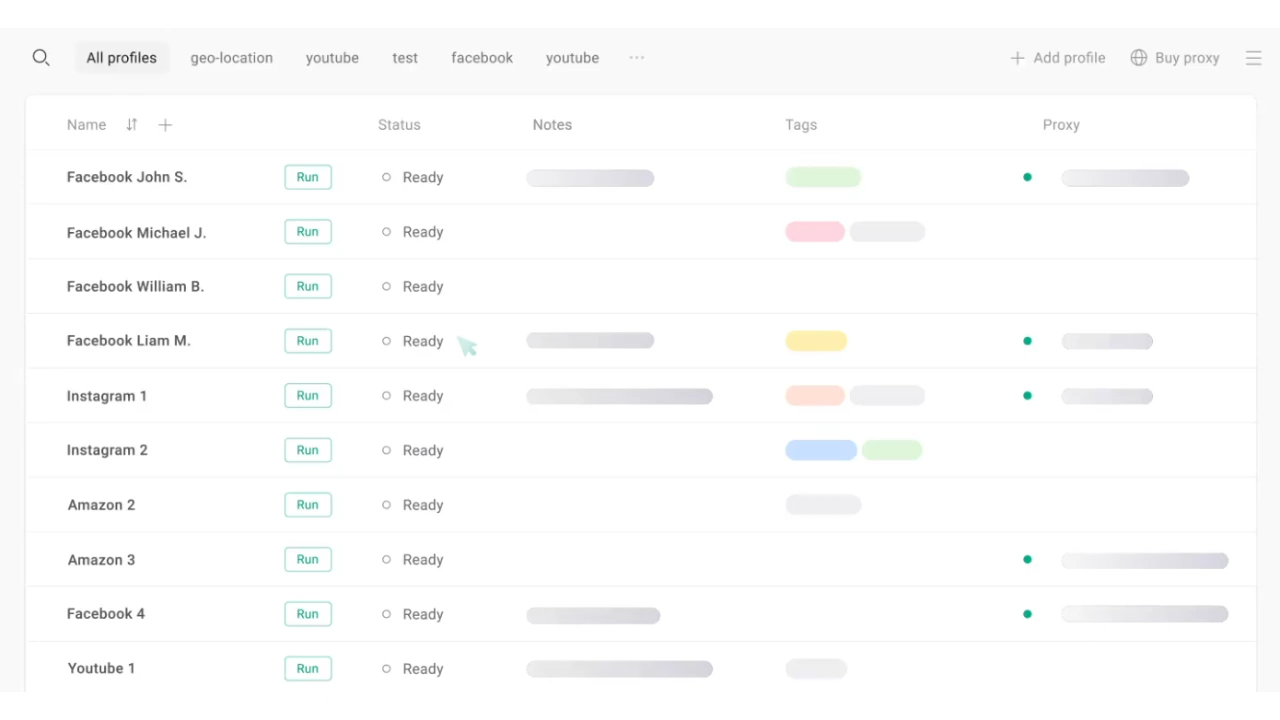 All profiles geo-location youtube test facebook youtube ... Add profile Buy proxy
Name Status Notes Tags Proxy
Facebook John S. Run Ready
Facebook Michael J. Run Ready
Facebook William B. Run Ready
Facebook Liam M. Run Ready
Instagram 1 Run Ready
Instagram 2 Run Ready
Amazon 2 Run Ready
Amazon 3 Run Ready
Facebook 4 Run Ready
Youtube 1 Run Ready